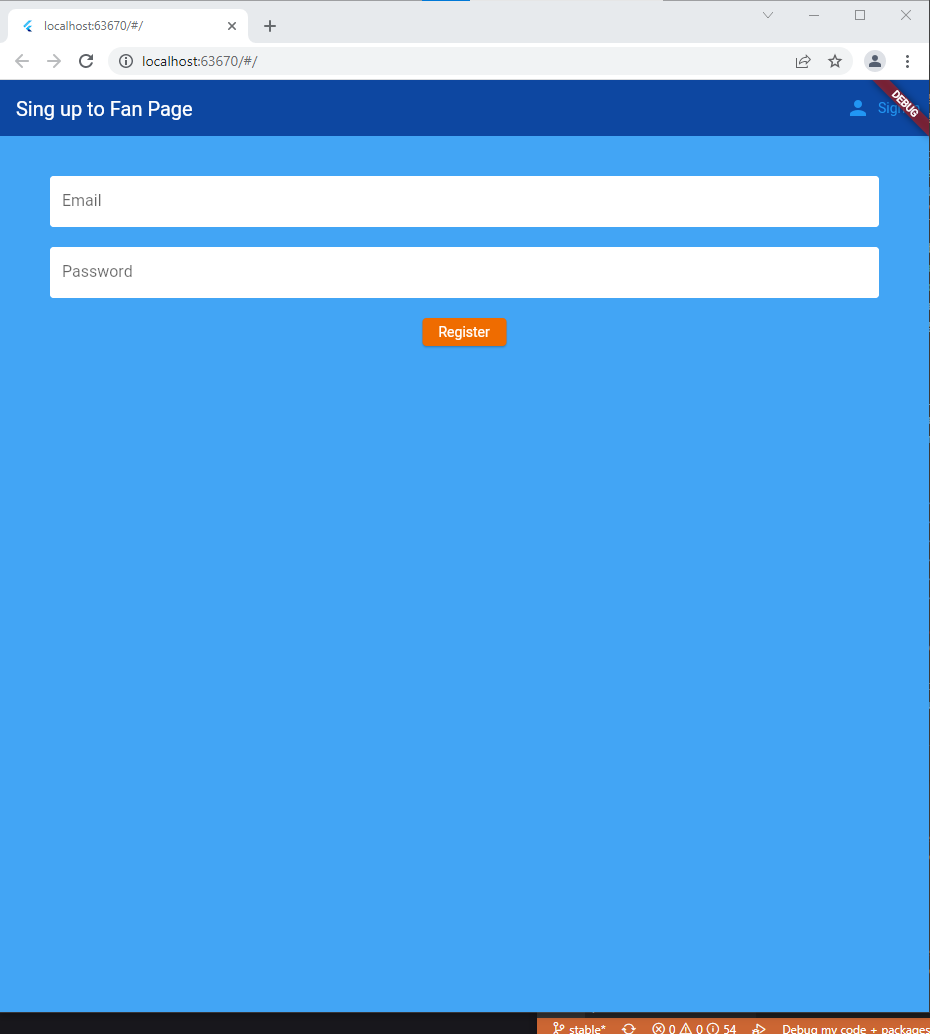 localhost:63670/#/
localhost:63670/#/
Sing up to Fan Page
DEBUG
Email
Password
Register
stable*
0 0 54
Debug my code + packages